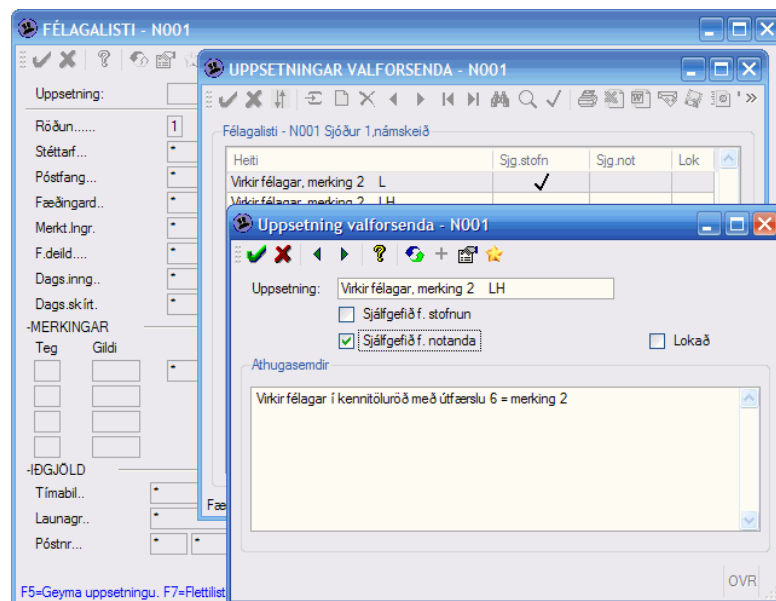 FÉLAGALISTI - N001
Uppsetning:
Röðun...... 1
Stéttarf... *
Póstfang... *
Fæðingard.. *
Merkt.lngr. *
F.deild.... *
Dags.inng.. *
Dags.skírt. *
-MERKINGAR
Teg Gildi
*
-IÐGJÖLD
Tímabil.. *
Launagr.. *
Póstnr... * *
F5=Geyma uppsetningu. F7=Flettilist
UPPSETNINGAR VALFORSENDA - N001
Félagalisti - N001 Sjóður 1,námskeið
Heiti Sjg.stofn Sjg.not Lok
Virkir félagar, merking 2 L
Virkir félagar, merking 2 LH
Fæ
Uppsetning valforsenda - N001
Uppsetning: Virkir félagar, merking 2 LH
Sjálfgefið f. stofnun
Sjálfgefið f. notanda Lokað
Athugasemdir
Virkir félagar í kennitöluröð með útfærslu 6 = merking 2
OVR